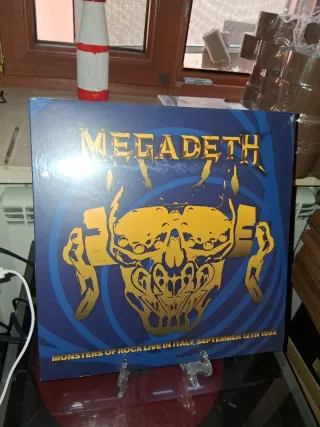 MEGADETH
MONSTERS OF ROCK LIVE IN ITALY, SEPTEMBER 12TH 1992